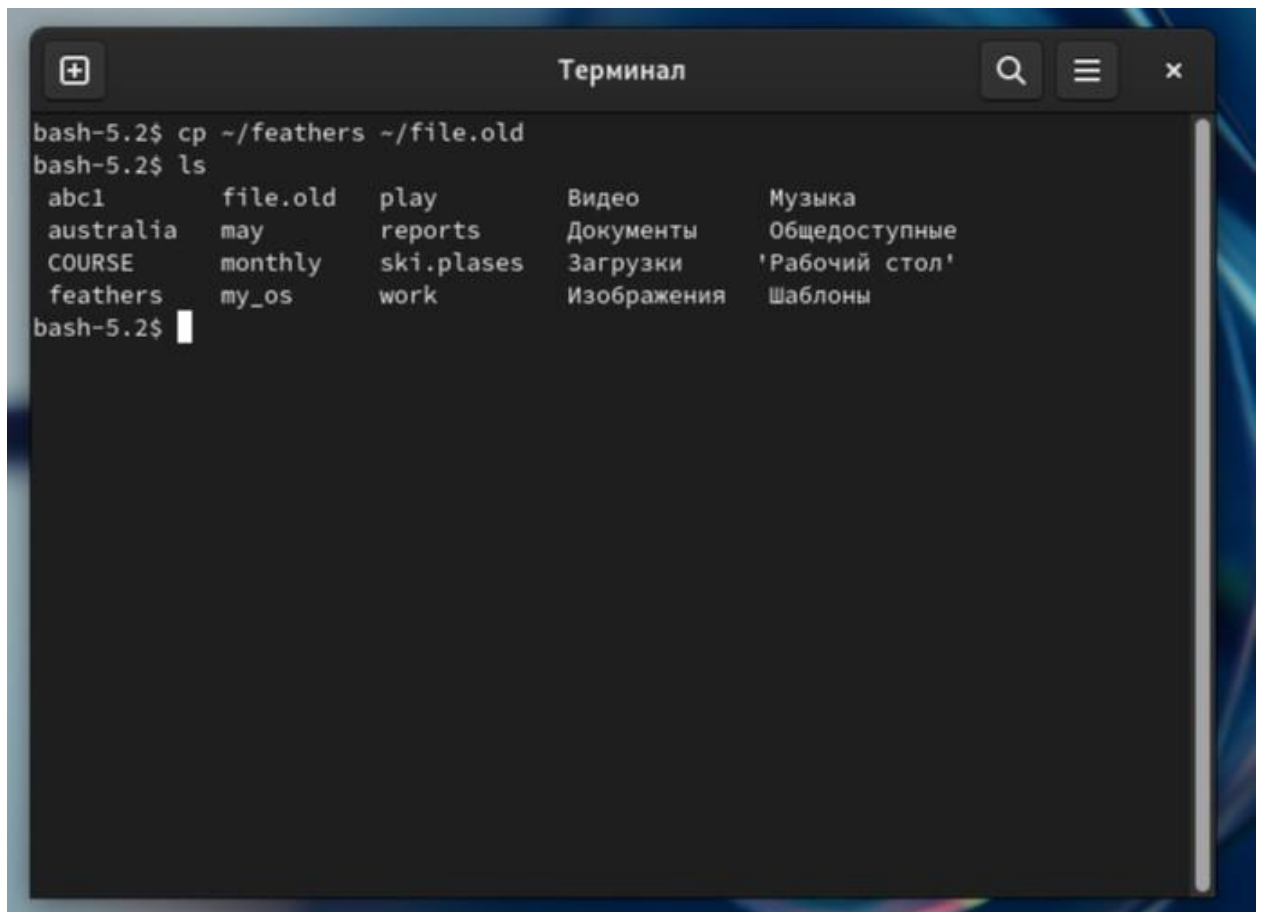 Терминал
bash-5.2$ cp ~/feathers ~/file.old
bash-5.2$ ls
abc1 file.old play Видео Музыка
australia may reports Документы Общедоступные
COURSE monthly ski.plases Загрузки 'Рабочий стол'
feathers my_os work Изображения Шаблоны
bash-5.2$